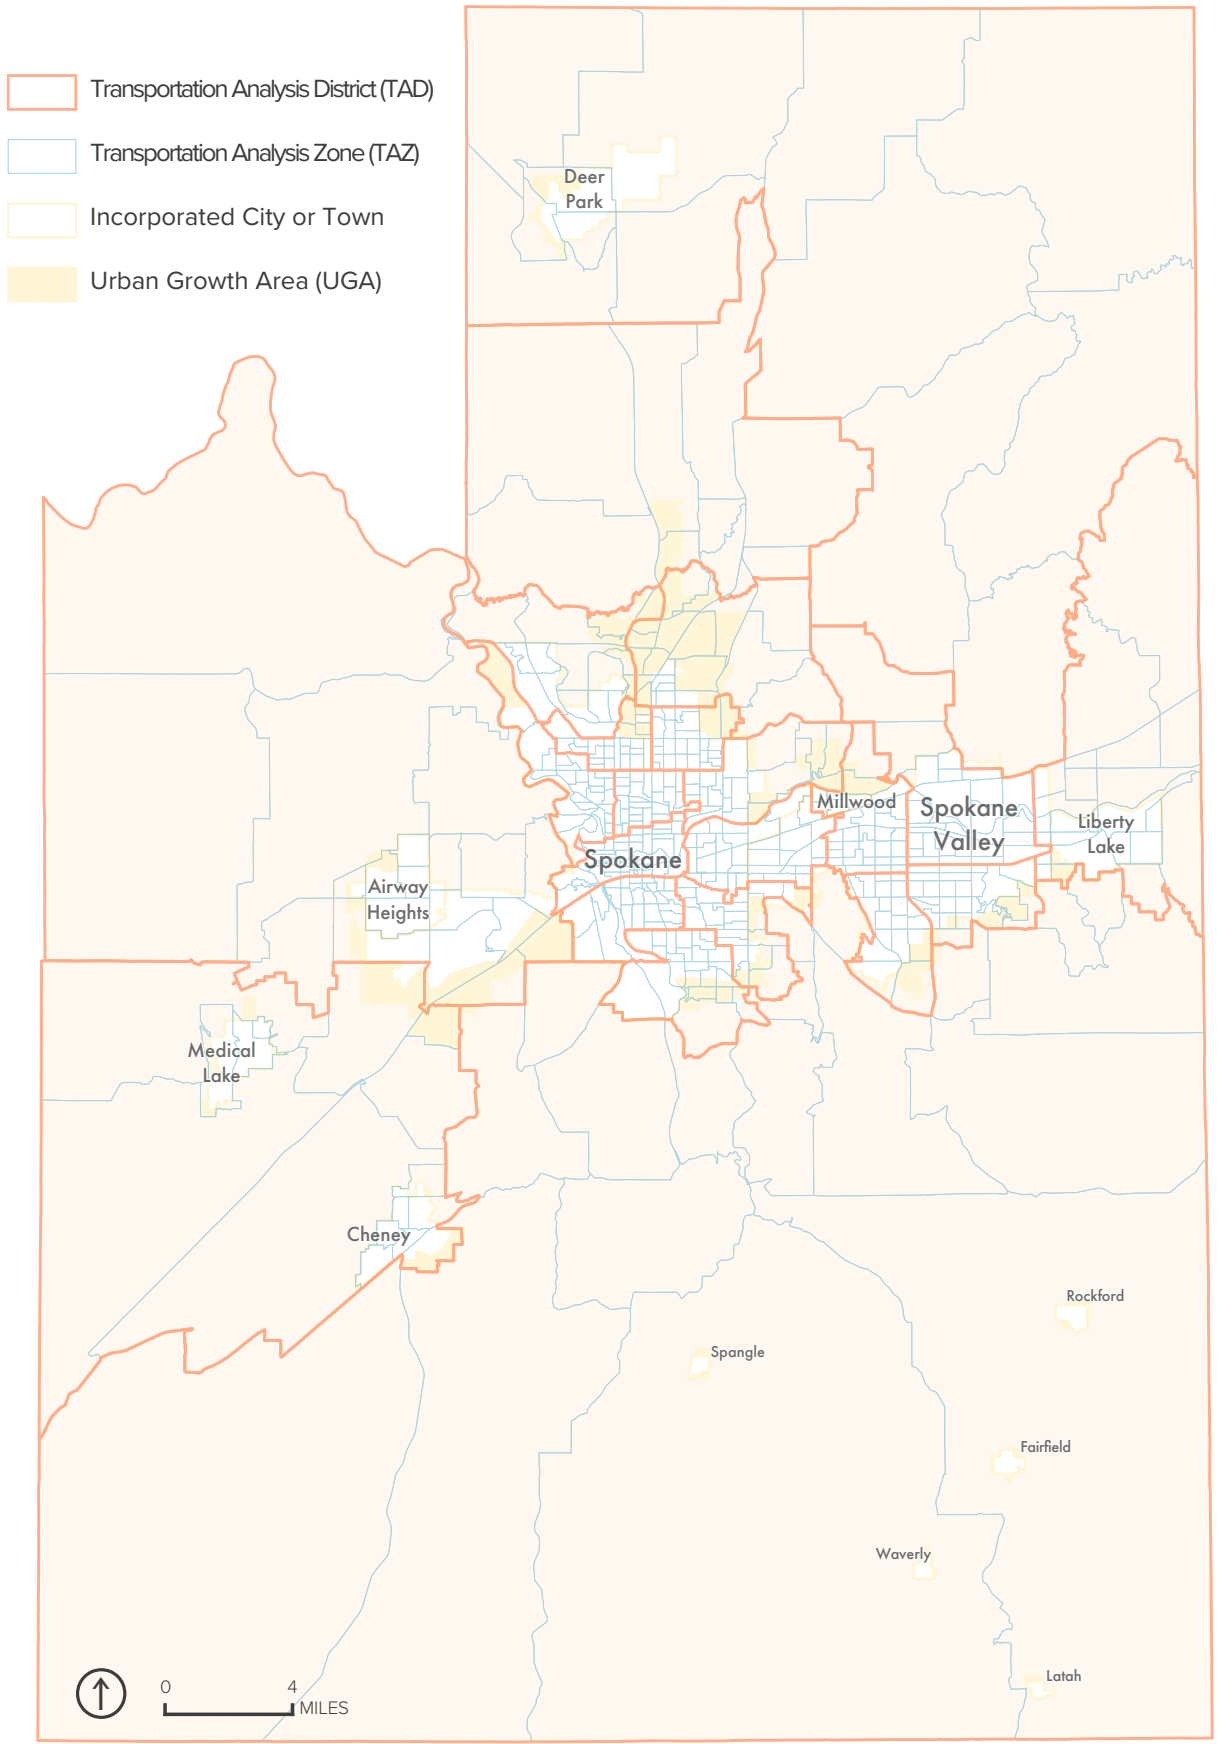 Transportation Analysis District (TAD)
Transportation Analysis Zone (TAZ)
Incorporated City or Town
Urban Growth Area (UGA)
Deer
Park
Millwood
Spokane
Valley
Liberty
Lake
Spokane
Airway
Heights
Medical
Lake
Cheney
Rockford
Spangle
Fairfield
Waverly
Latah
0 4
MILES